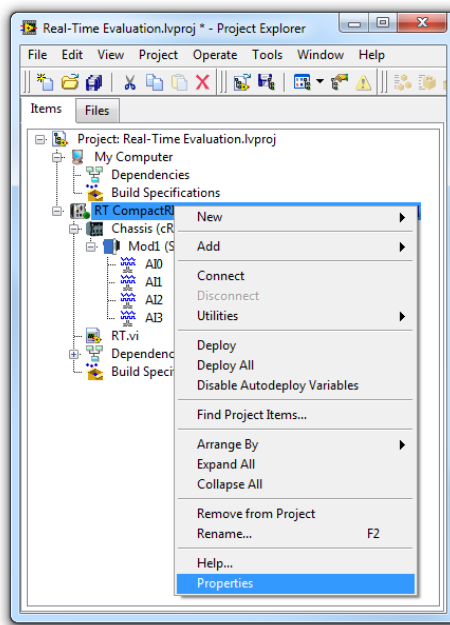 Real-Time Evaluation.lvproj * - Project Explorer
File Edit View Project Operate Tools Window Help
Items Files
Project: Real-Time Evaluation.lvproj
My Computer
Dependencies
Build Specifications
RT CompactRI
Chassis (cR
Mod1 (S
AI0
AI1
AI2
AI3
RT.vi
Dependenc
Build Speci
New
Add
Connect
Disconnect
Utilities
Deploy
Deploy All
Disable Autodeploy Variables
Find Project Items...
Arrange By
Expand All
Collapse All
Remove from Project
Rename... F2
Help...
Properties